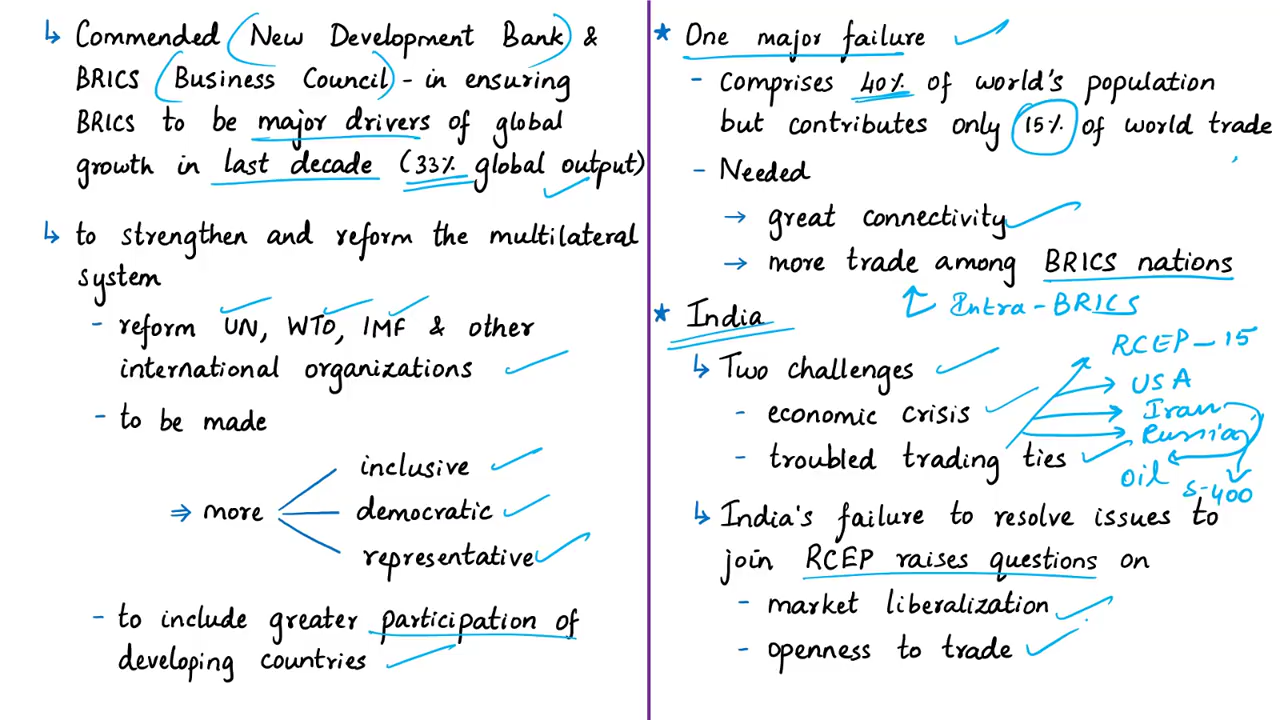 ↳ Commended (New Development Bank) &
BRICS (Business Council) - in ensuring
BRICS to be major drivers of global
growth in last decade (33% global output)
↳ to strengthen and reform the multilateral
system
- reform UN, WTO, IMF & other
international organizations
- to be made
⇒ more
inclusive
democratic
representative
- to include greater participation of
developing countries
* One major failure
- Comprises 40% of world's population
but contributes only 15% of world trade
- Needed
→ great connectivity
→ more trade among BRICS nations
Intra-BRICS
* India
RCEP - 15
↳ Two challenges
USA
- economic crisis
Iran
Russia
- troubled trading ties
Oil
S-400
↳ India's failure to resolve issues to
join RCEP raises questions on
- market liberalization
- openness to trade